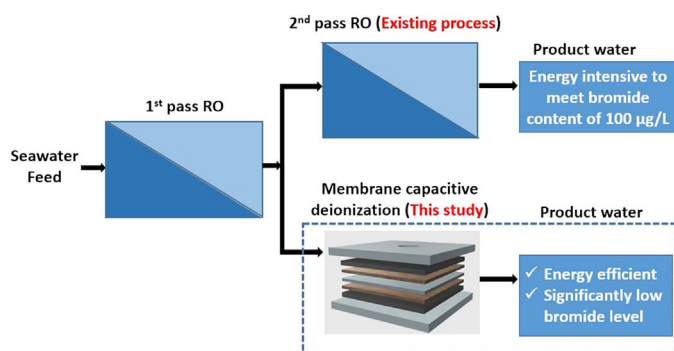 2nd pass RO (Existing process)
Product water
Energy intensive to
meet bromide
content of 100 µg/L
1st pass RO
Seawater
Feed
Membrane capacitive
deionization (This study)
Product water
✓ Energy efficient
✓ Significantly low
bromide level